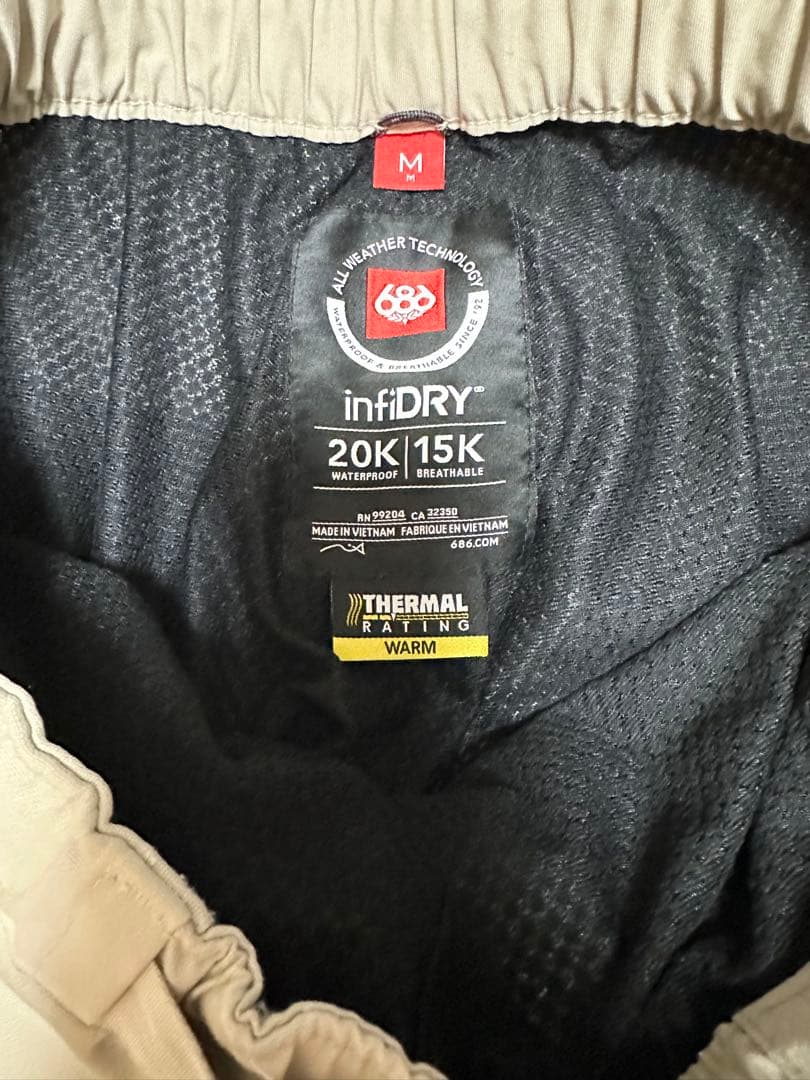 M
M
ALL WEATHER TECHNOLOGY
686
WATERPROOF & BREATHABLE SINCE '92
infiDRY
20K | 15K
WATERPROOF BREATHABLE
RN 99204 CA 32350
MADE IN VIETNAM FABRIQUE EN VIETNAM
686.COM
THERMAL
RATING
WARM